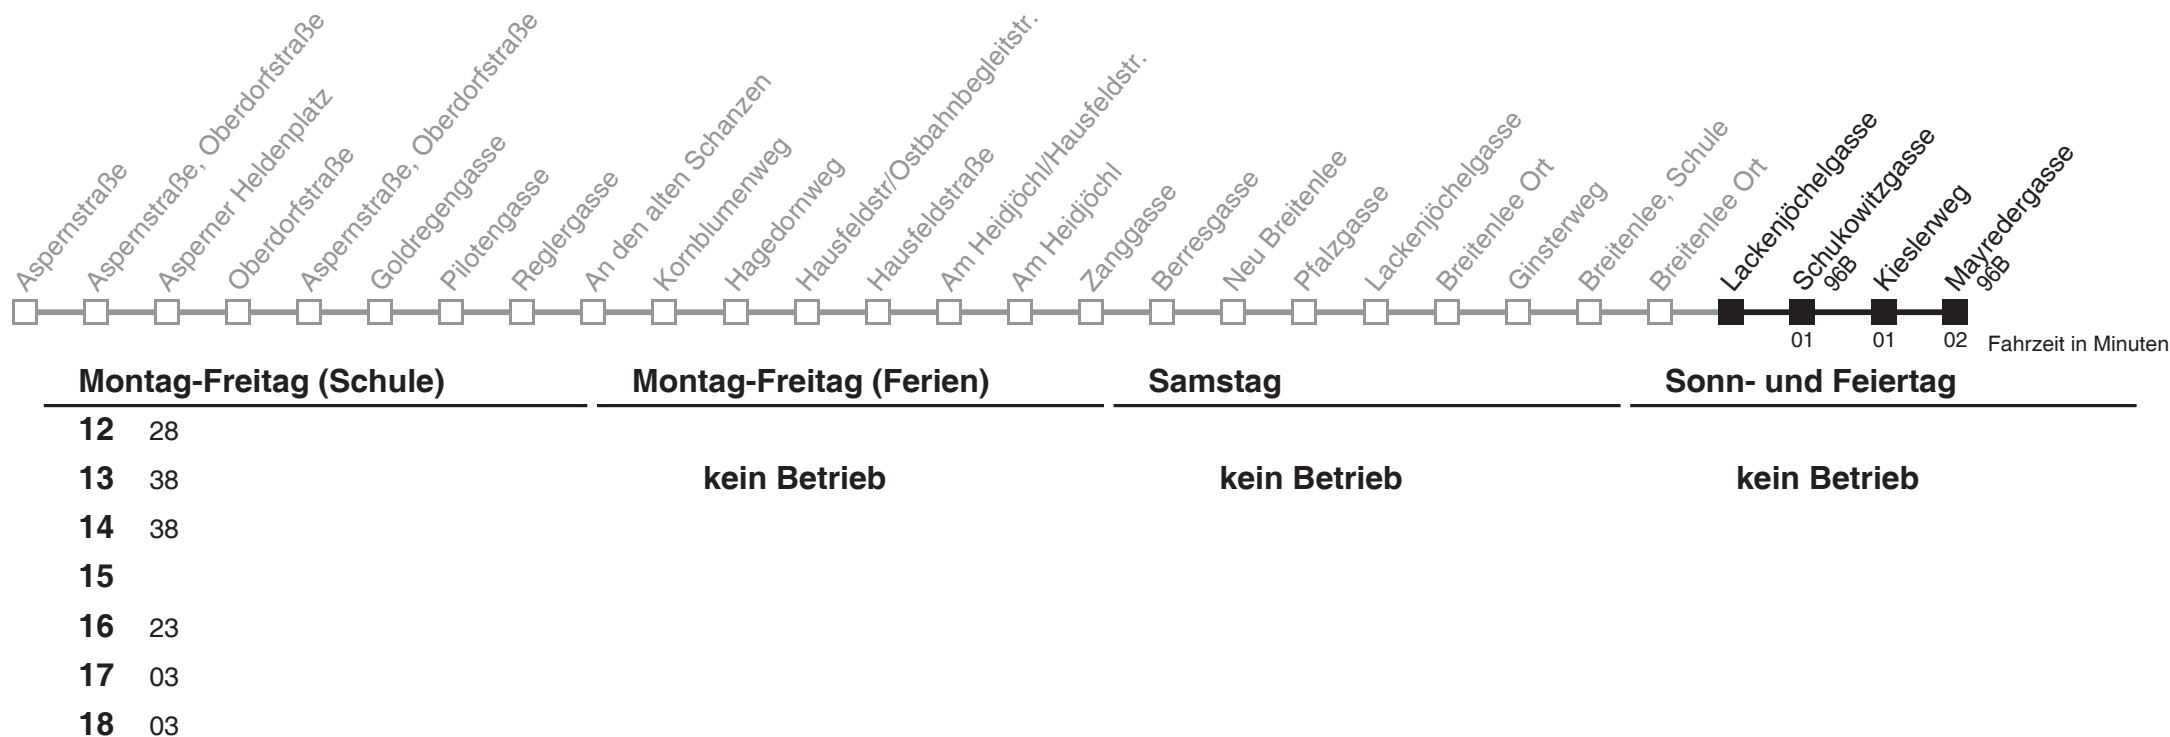 Aspernstraße
Aspernstraße, Oberdorfstraße
Asperner Heldenplatz
Oberdorfstraße
Aspernstraße, Oberdorfstraße
Goldregengasse
Pilotengasse
Reglergasse
An den alten Schanzen
Kornblumenweg
Hagedornweg
Hausfeldstr/Ostbahnbegleitstr.
Hausfeldstraße
Am Heidjöchl/Hausfeldstr.
Am Heidjöchl
Zanggasse
Berresgasse
Neu Breitenlee
Pfalzgasse
Lackenjöchelgasse
Breitenlee Ort
Ginsterweg
Breitenlee, Schule
Breitenlee Ort
Lackenjöchelgasse
Schukowitzgasse
96B
Kieslerweg
Mayredergasse
96B
01 01 02 Fahrzeit in Minuten
Montag-Freitag (Schule) Montag-Freitag (Ferien) Samstag Sonn- und Feiertag
12 28
13 38 kein Betrieb kein Betrieb kein Betrieb
14 38
15
16 23
17 03
18 03